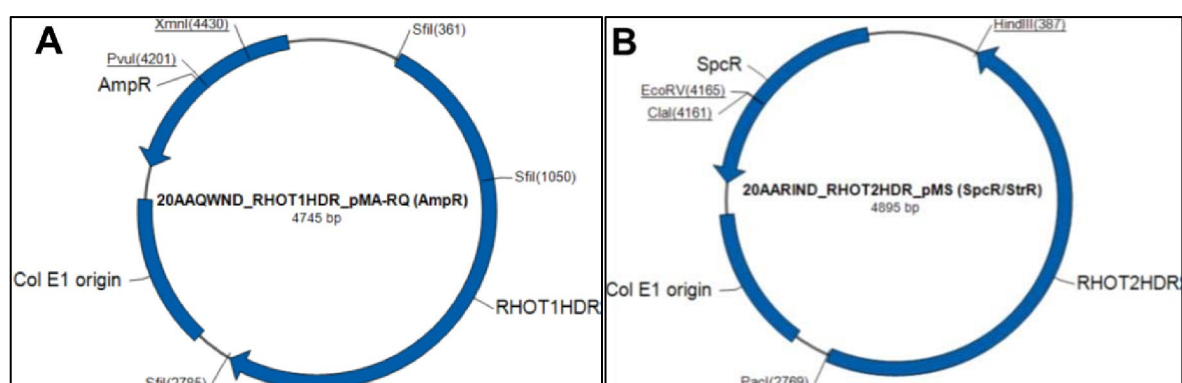 A
XmnI(4430)
SfiI(361)
PvuI(4201)
AmpR
SfiI(1050)
20AAQWND_RHOT1HDR_pMA-RQ (AmpR)
4745 bp
Col E1 origin
RHOT1HDR
SfiI(2785)
B
HindIII(387)
SpcR
EcoRV(4165)
ClaI(4161)
20AARIND_RHOT2HDR_pMS (SpcR/StrR)
4895 bp
Col E1 origin
RHOT2HDR
PacI(2769)